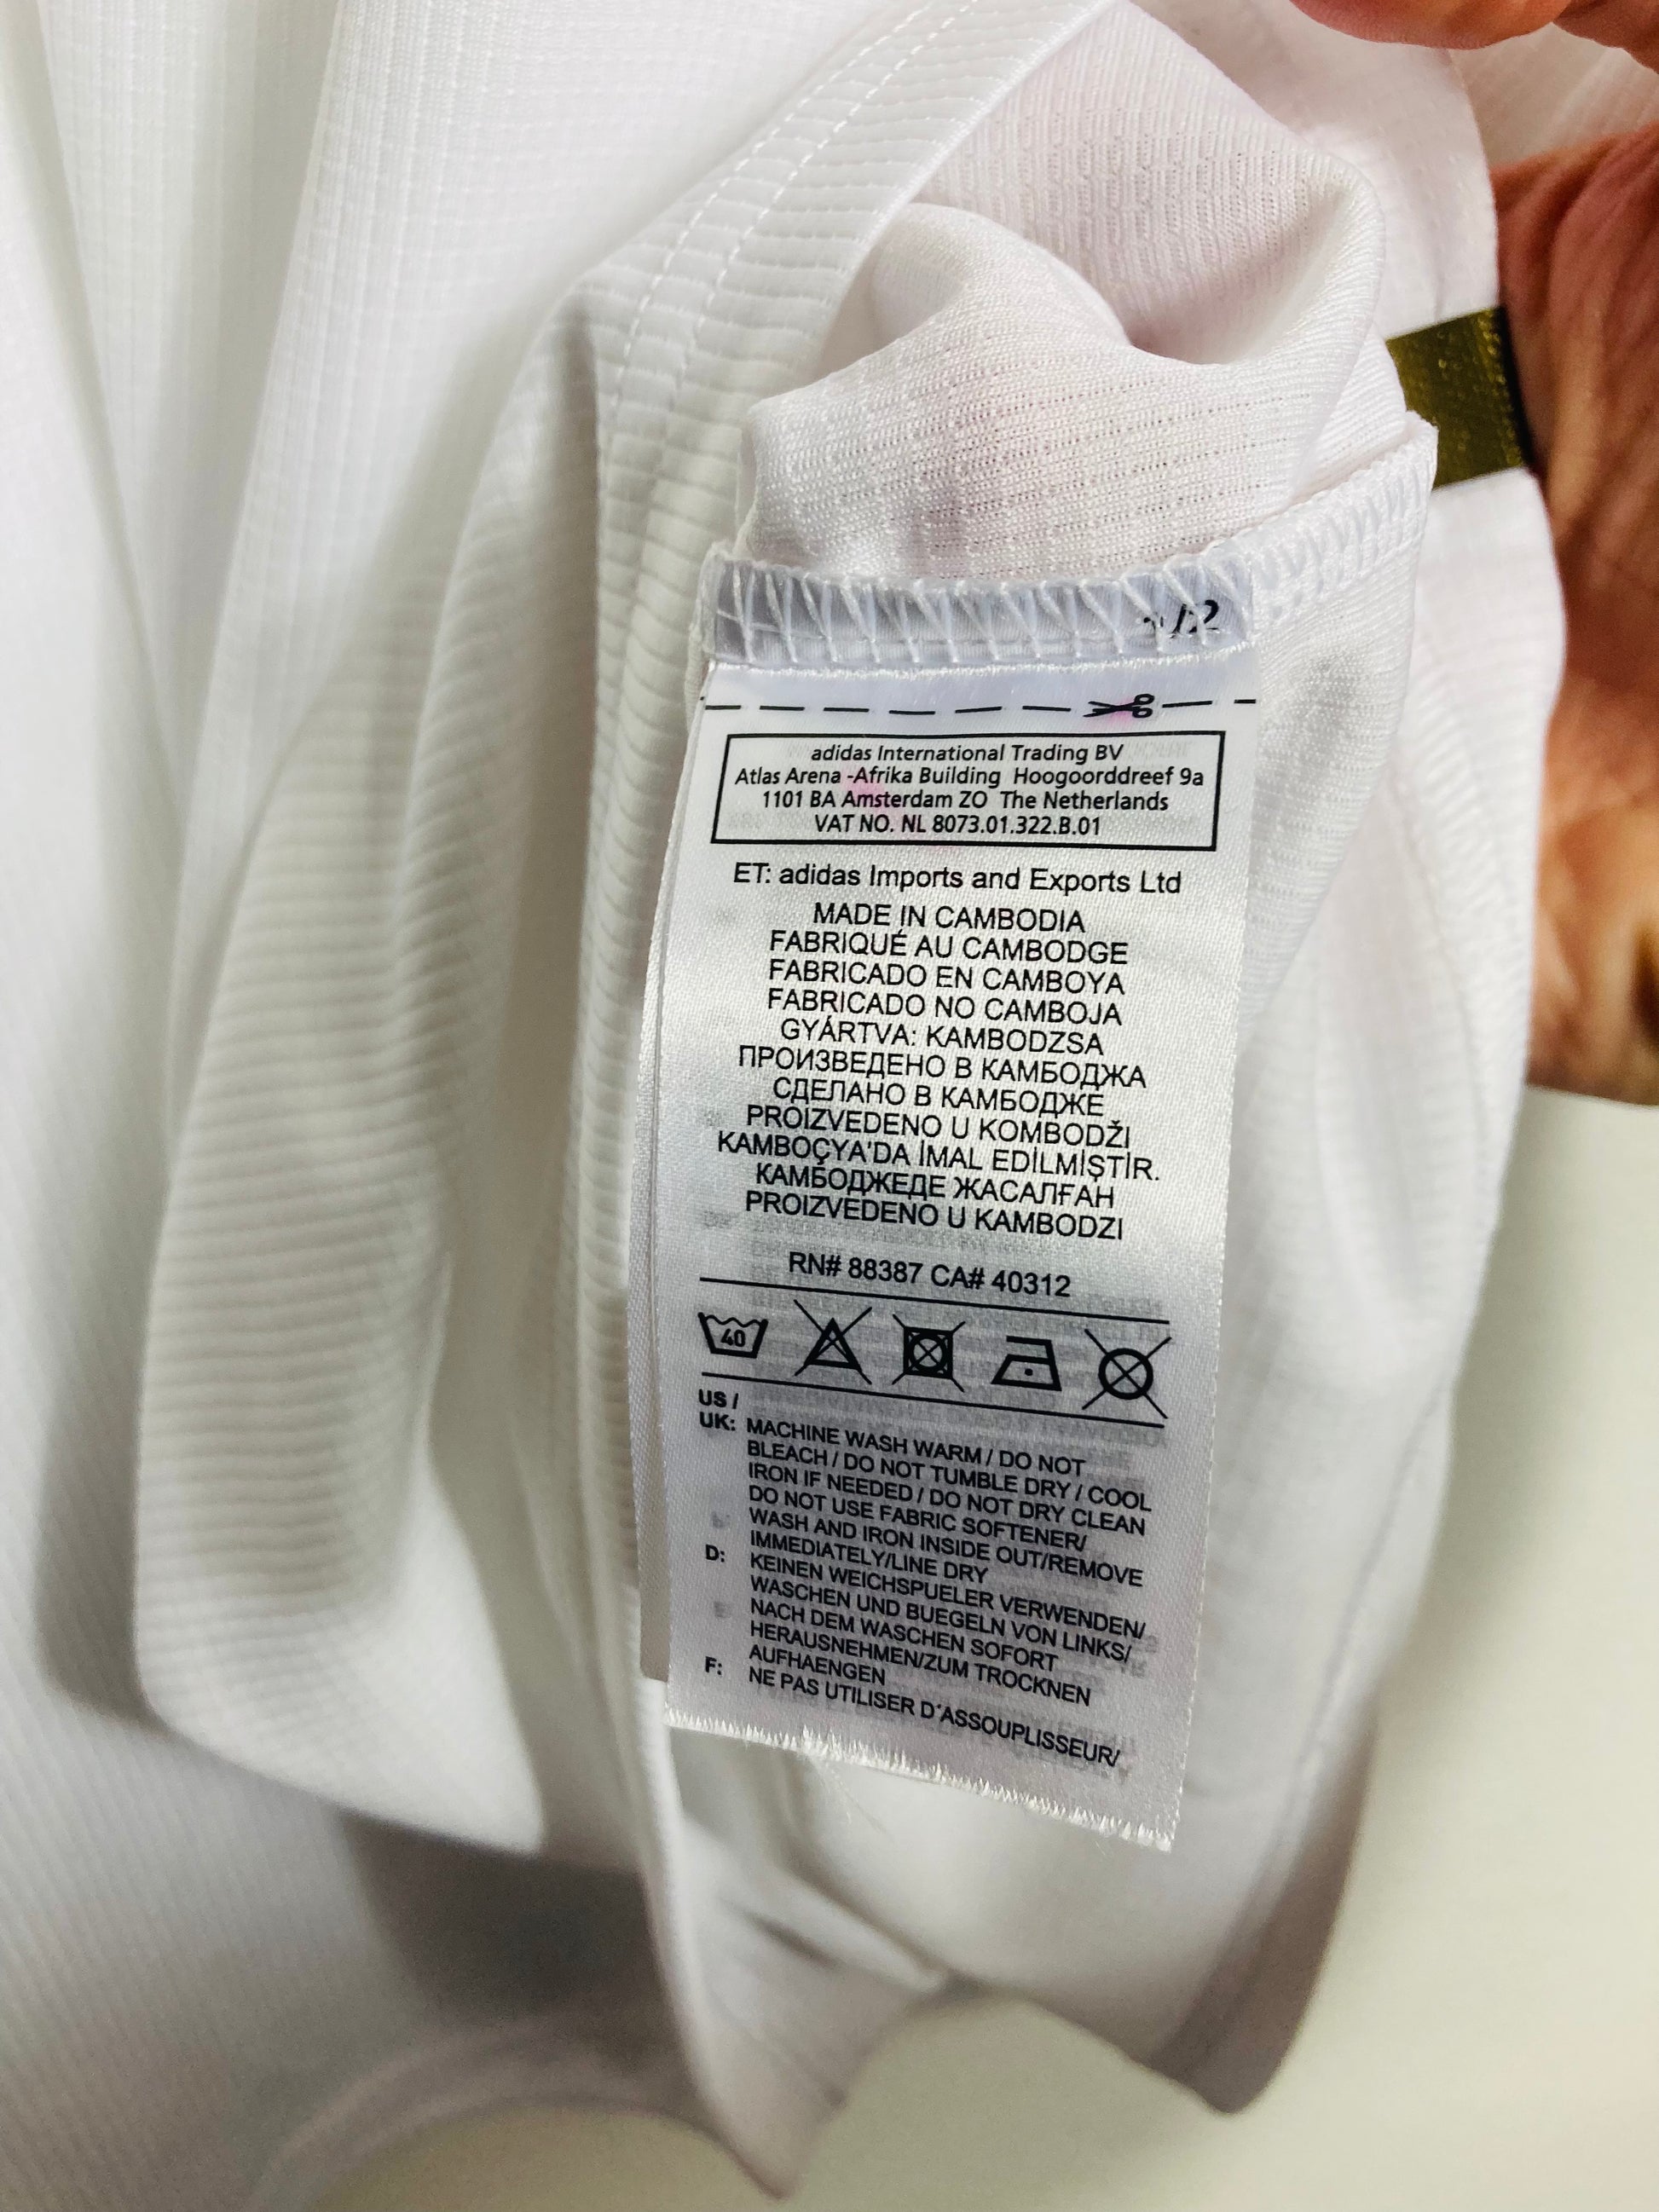 adidas International Trading BV
Atlas Arena -Afrika Building Hoogoorddreef 9a
1101 BA Amsterdam ZO The Netherlands
VAT NO. NL 8073.01.322.B.01
ET: adidas Imports and Exports Ltd
MADE IN CAMBODIA
FABRIQUÉ AU CAMBODGE
FABRICADO EN CAMBOYA
FABRICADO NO CAMBOJA
GYÁRTVA: KAMBODZSA
ПРОИЗВЕДЕНО В КАМБОДЖА
СДЕЛАНО В КАМБОДЖЕ
PROIZVEDENO U KOMBODŽI
KAMBOÇYA'DA İMAL EDİLMİŞTİR.
КАМБОДЖЕДЕ ЖАСАЛҒАН
PROIZVEDENO U KAMBODZI
RN# 88387 CA# 40312
40
US /
UK: MACHINE WASH WARM / DO NOT
BLEACH / DO NOT TUMBLE DRY / COOL
IRON IF NEEDED / DO NOT DRY CLEAN
DO NOT USE FABRIC SOFTENER/
WASH AND IRON INSIDE OUT/REMOVE
IMMEDIATELY/LINE DRY
D: KEINEN WEICHSPUELER VERWENDEN/
WASCHEN UND BUEGELN VON LINKS/
NACH DEM WASCHEN SOFORT
HERAUSNEHMEN/ZUM TROCKNEN
AUFHAENGEN
F: NE PAS UTILISER D´ASSOUPLISSEUR/